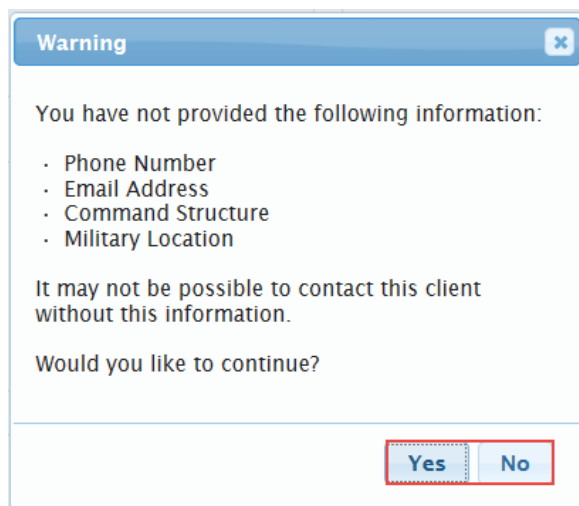 Warning
You have not provided the following information:
· Phone Number
· Email Address
· Command Structure
· Military Location
It may not be possible to contact this client
without this information.
Would you like to continue?
Yes No